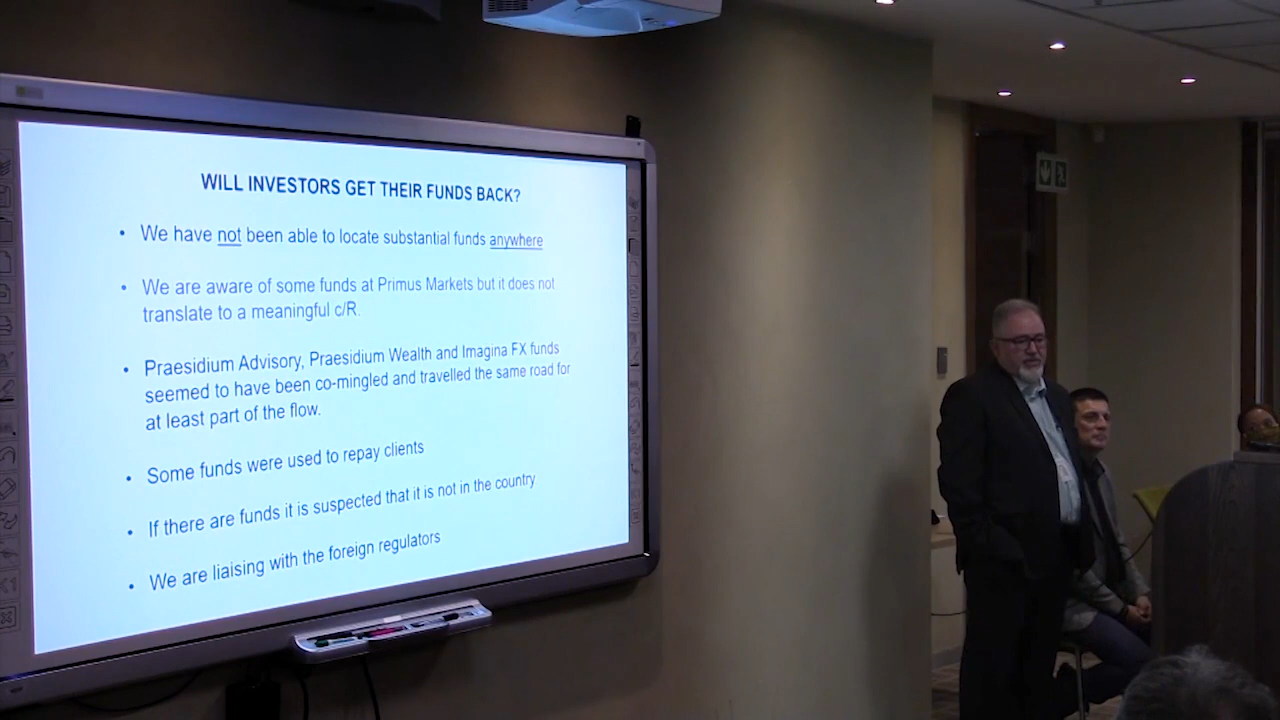 WILL INVESTORS GET THEIR FUNDS BACK?
• We have not been able to locate substantial funds anywhere
• We are aware of some funds at Primus Markets but it does not
translate to a meaningful c/R.
• Praesidium Advisory, Praesidium Wealth and Imagina FX funds
seemed to have been co-mingled and travelled the same road for
at least part of the flow.
• Some funds were used to repay clients
• If there are funds it is suspected that it is not in the country
• We are liaising with the foreign regulators